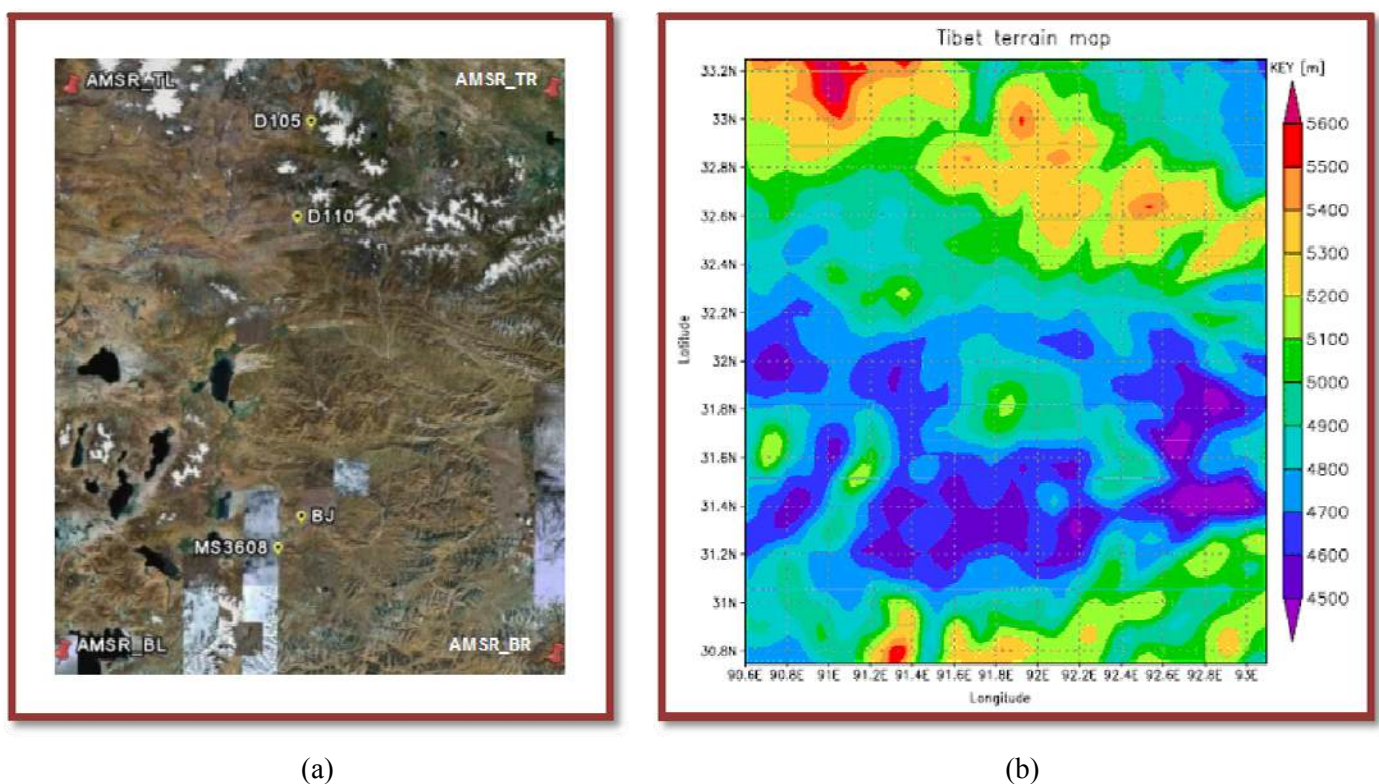 AMSR_TL
AMSR_TR
D105
D110
BJ
MS3608
AMSR_BL
AMSR_BR
(a)
Tibet terrain map
KEY [m]
5600
5500
5400
5300
5200
5100
5000
4900
4800
4700
4600
4500
Latitude
33.2N
33N
32.8N
32.6N
32.4N
32.2N
32N
31.8N
31.6N
31.4N
31.2N
31N
30.8N
90.6E 90.8E 91E 91.2E 91.4E 91.6E 91.8E 92E 92.2E 92.4E 92.6E 92.8E 93E
Longitude
(b)